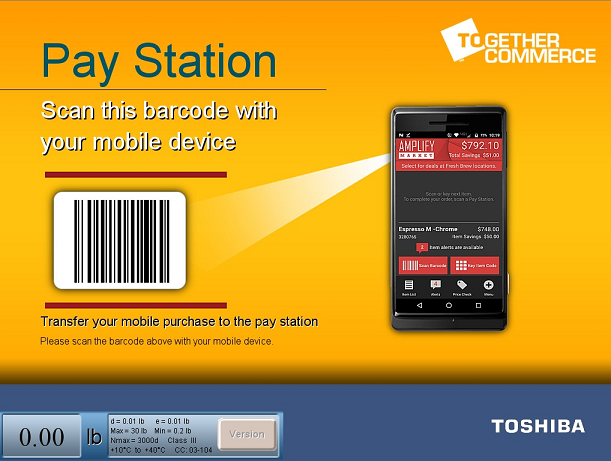 Pay Station
TOGETHER
COMMERCE
Scan this barcode with
your mobile device
71% 10:19
AMPLIFY
MARKET
$792.10
Total Savings $51.00
Select for deals at Fresh Brew locations.
Scan or key next item.
To complete your order, scan a Pay Station.
Espresso M -Chrome $748.00
3280765 Item Savings $50.00
2 Item alerts are available
Scan Barcode Key Item Code
Item List Alerts Price Check Menu
Transfer your mobile purchase to the pay station
Please scan the barcode above with your mobile device.
0.00 lb
d = 0.01 lb e = 0.01 lb
Max = 30 lb Min = 0.2 lb
Nmax = 3000d Class III
+10°C to +40°C CC: 03-104
Version
TOSHIBA